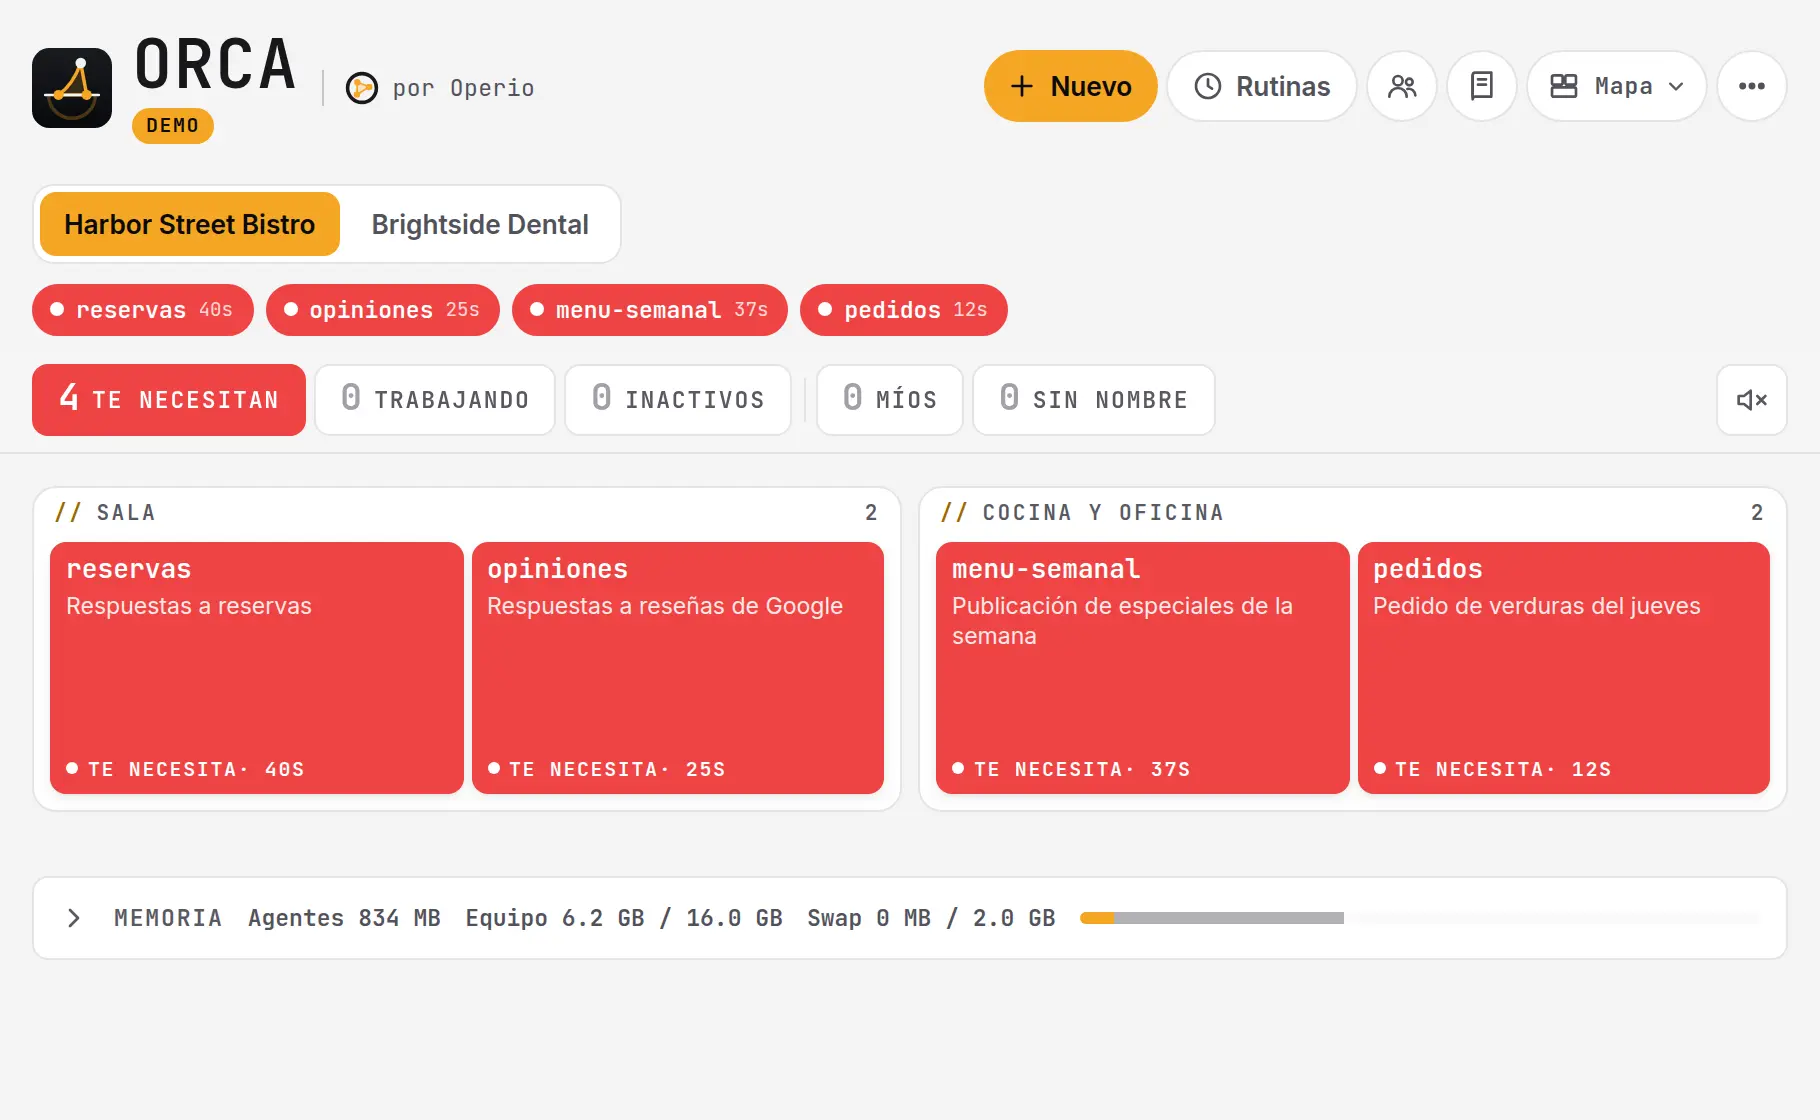 ORCA
DEMO
por Operio
Nuevo
Rutinas
Mapa
Harbor Street Bistro
Brightside Dental
reservas 40s
opiniones 25s
menu-semanal 37s
pedidos 12s
4 TE NECESITAN
0 TRABAJANDO
0 INACTIVOS
0 MÍOS
0 SIN NOMBRE
// SALA 2
reservas
Respuestas a reservas
TE NECESITA· 40S
opiniones
Respuestas a reseñas de Google
TE NECESITA· 25S
// COCINA Y OFICINA 2
menu-semanal
Publicación de especiales de la
semana
TE NECESITA· 37S
pedidos
Pedido de verduras del jueves
TE NECESITA· 12S
MEMORIA Agentes 834 MB Equipo 6.2 GB / 16.0 GB Swap 0 MB / 2.0 GB